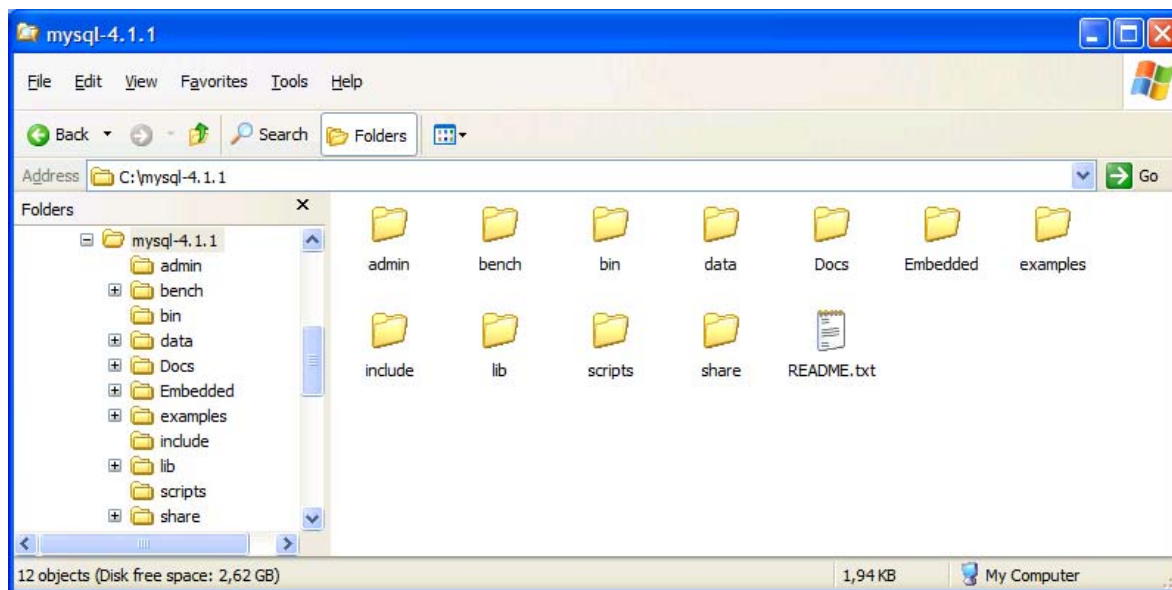 mysql-4.1.1
File Edit View Favorites Tools Help
Back Search Folders
Address C:\mysql-4.1.1 Go
Folders
mysql-4.1.1
admin
bench
bin
data
Docs
Embedded
examples
include
lib
scripts
share
admin bench bin data Docs Embedded examples
include lib scripts share README.txt
12 objects (Disk free space: 2,62 GB) 1,94 KB My Computer